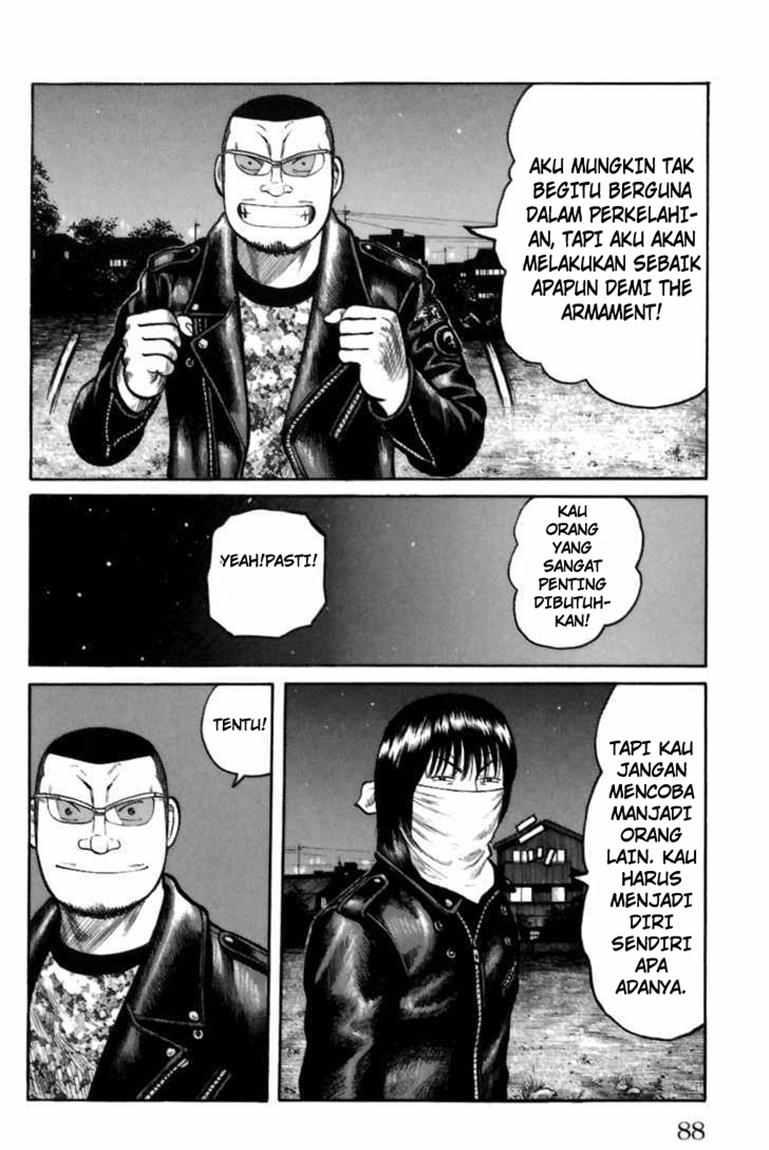 AKU MUNGKIN TAK
BEGITU BERGUNA
DALAM PERKELAHI-
AN, TAPI AKU AKAN
MELAKUKAN SEBAIK
APAPUN DEMI THE
ARMAMENT!
KAU
ORANG
YANG
SANGAT
PENTING
DIBUTUH-
KAN!
YEAH!PASTI!
TAPI KAU
JANGAN
MENCOBA
MANJADI
ORANG
LAIN. KAU
HARUS
MENJADI
DIRI
SENDIRI
APA
ADANYA.
TENTU!
88